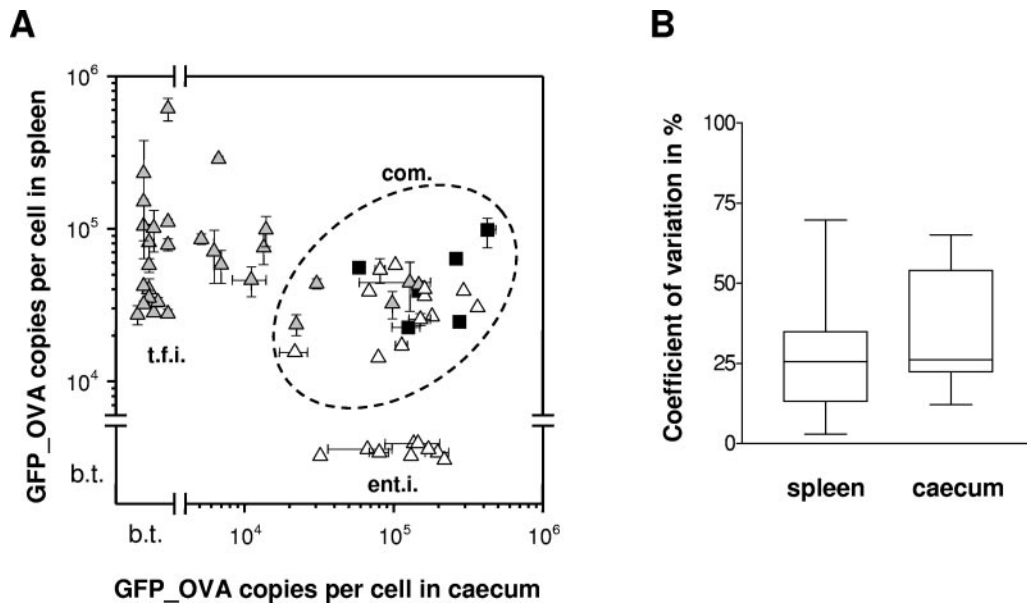 A
GFP_OVA copies per cell in spleen
10^6
10^5
10^4
b.t.
com.
t.f.i.
ent.i.
b.t.
10^4
10^5
10^6
GFP_OVA copies per cell in caecum
B
Coefficient of variation in %
100
75
50
25
0
spleen
caecum